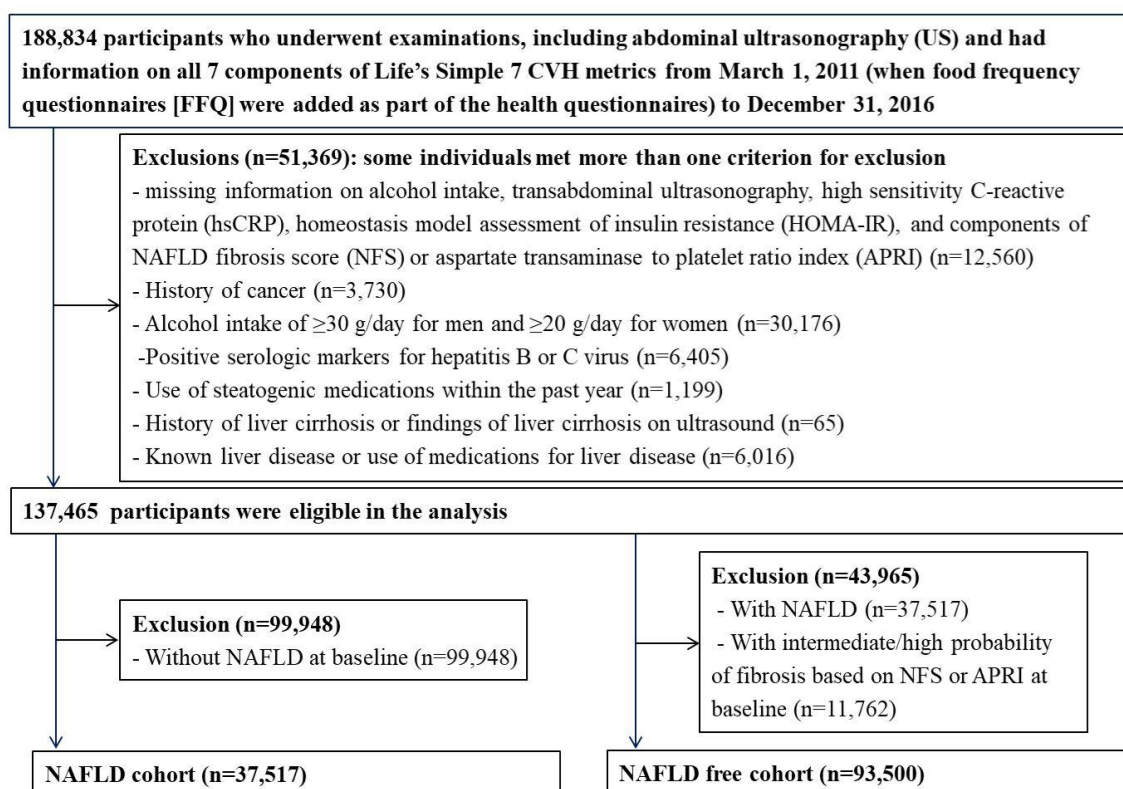 188,834 participants who underwent examinations, including abdominal ultrasonography (US) and had
information on all 7 components of Life's Simple 7 CVH metrics from March 1, 2011 (when food frequency
questionnaires [FFQ] were added as part of the health questionnaires) to December 31, 2016
Exclusions (n=51,369): some individuals met more than one criterion for exclusion
- missing information on alcohol intake, transabdominal ultrasonography, high sensitivity C-reactive
protein (hsCRP), homeostasis model assessment of insulin resistance (HOMA-IR), and components of
NAFLD fibrosis score (NFS) or aspartate transaminase to platelet ratio index (APRI) (n=12,560)
- History of cancer (n=3,730)
- Alcohol intake of ≥30 g/day for men and ≥20 g/day for women (n=30,176)
-Positive serologic markers for hepatitis B or C virus (n=6,405)
- Use of steatogenic medications within the past year (n=1,199)
- History of liver cirrhosis or findings of liver cirrhosis on ultrasound (n=65)
- Known liver disease or use of medications for liver disease (n=6,016)
137,465 participants were eligible in the analysis
Exclusion (n=99,948)
- Without NAFLD at baseline (n=99,948)
Exclusion (n=43,965)
- With NAFLD (n=37,517)
- With intermediate/high probability
of fibrosis based on NFS or APRI at
baseline (n=11,762)
NAFLD cohort (n=37,517)
NAFLD free cohort (n=93,500)